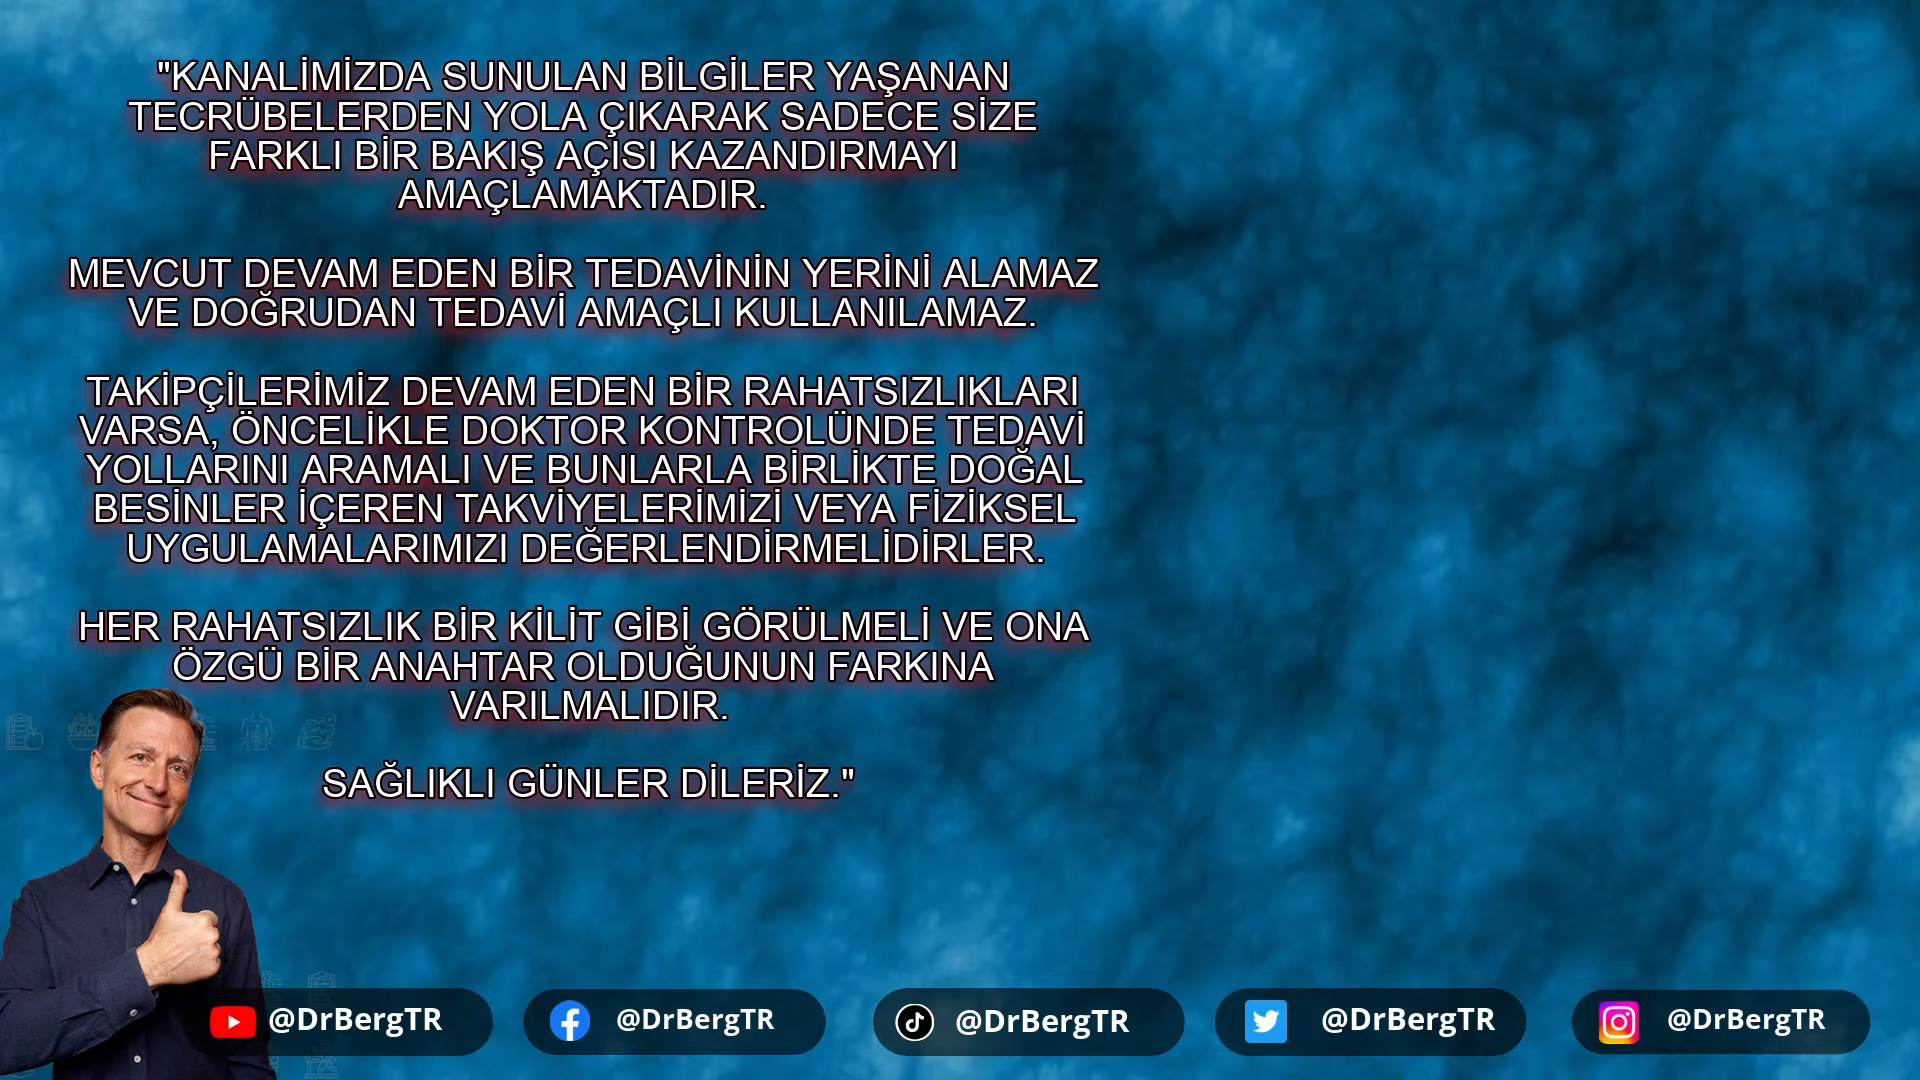 "KANALİMİZDA SUNULAN BİLGİLER YAŞANAN
TECRÜBELERDEN YOLA ÇIKARAK SADECE SİZE
FARKLI BİR BAKIŞ AÇISI KAZANDIRMAYI
AMAÇLAMAKTADIR.
MEVCUT DEVAM EDEN BİR TEDAVİNİN YERİNİ ALAMAZ
VE DOĞRUDAN TEDAVİ AMAÇLI KULLANILAMAZ.
TAKİPÇİLERİMİZ DEVAM EDEN BİR RAHATSIZLIKLARI
VARSA, ÖNCELİKLE DOKTOR KONTROLÜNDE TEDAVİ
YOLLARINI ARAMALI VE BUNLARLA BİRLİKTE DOĞAL
BESİNLER İÇEREN TAKVİYELERİMİZİ VEYA FİZİKSEL
UYGULAMALARIMIZI DEĞERLENDİRMELİDİRLER.
HER RAHATSIZLIK BİR KİLİT GİBİ GÖRÜLMELİ VE ONA
ÖZGÜ BİR ANAHTAR OLDUĞUNUN FARKINA
VARILMALIDIR.
SAĞLIKLI GÜNLER DİLERİZ."
@DrBergTR
@DrBergTR
@DrBergTR
@DrBergTR
@DrBergTR